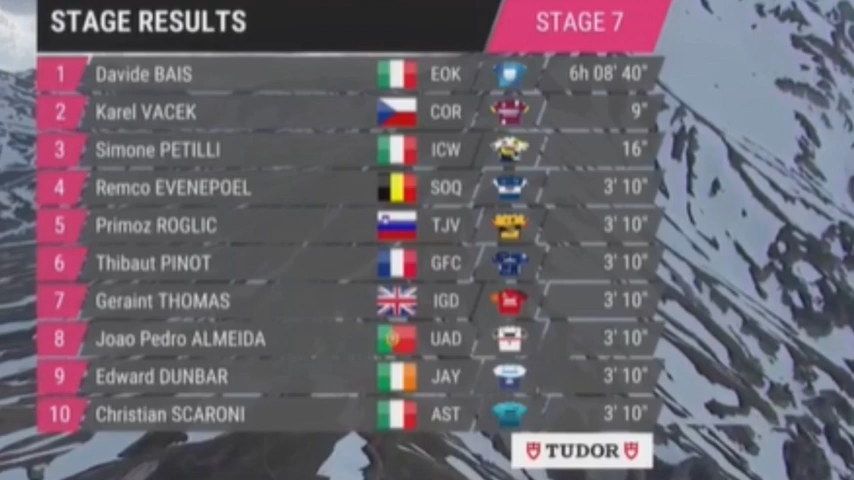 STAGE RESULTS STAGE 7
1 Davide BAIS EOK 6h 08' 40"
2 Karel VACEK COR 9"
3 Simone PETILLI ICW 16"
4 Remco EVENEPOEL SOQ 3' 10"
5 Primoz ROGLIC TJV 3' 10"
6 Thibaut PINOT GFC 3' 10"
7 Geraint THOMAS IGD 3' 10"
8 Joao Pedro ALMEIDA UAD 3' 10"
9 Edward DUNBAR JAY 3' 10"
10 Christian SCARONI AST 3' 10"
TUDOR